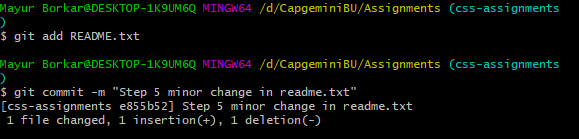 Mayur Borkar@DESKTOP-1K9UM6Q MINGW64 /d/CapgeminiBU/Assignments (css-assignments
)
$ git add README.txt
Mayur Borkar@DESKTOP-1K9UM6Q MINGW64 /d/CapgeminiBU/Assignments (css-assignments
)
$ git commit -m "Step 5 minor change in readme.txt"
[css-assignments e855b52] Step 5 minor change in readme.txt
 1 file changed, 1 insertion(+), 1 deletion(-)